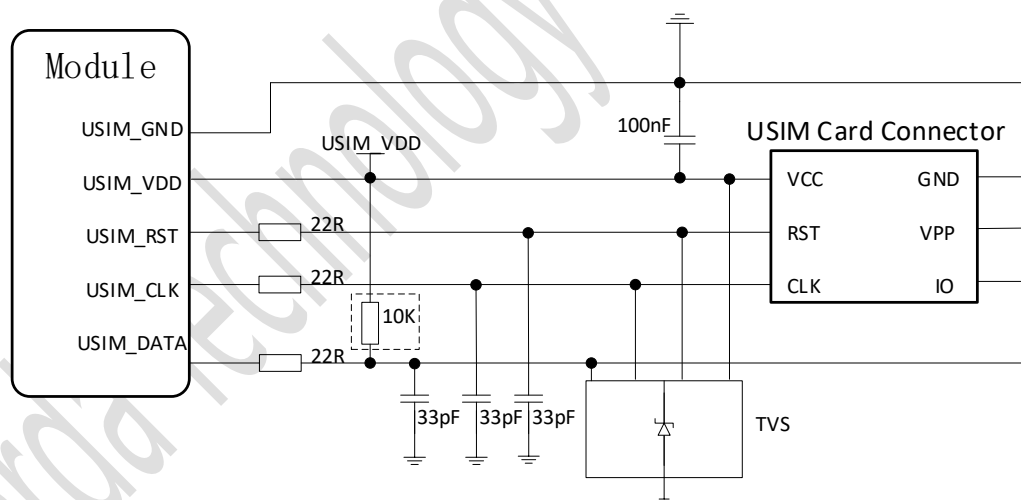 Module
USIM_GND
USIM_VDD
USIM_RST
USIM_CLK
USIM_DATA
USIM_VDD
22R
22R
22R
10K
100nF
33pF
33pF
33pF
USIM Card Connector
VCC
GND
RST
VPP
CLK
IO
TVS
Technology